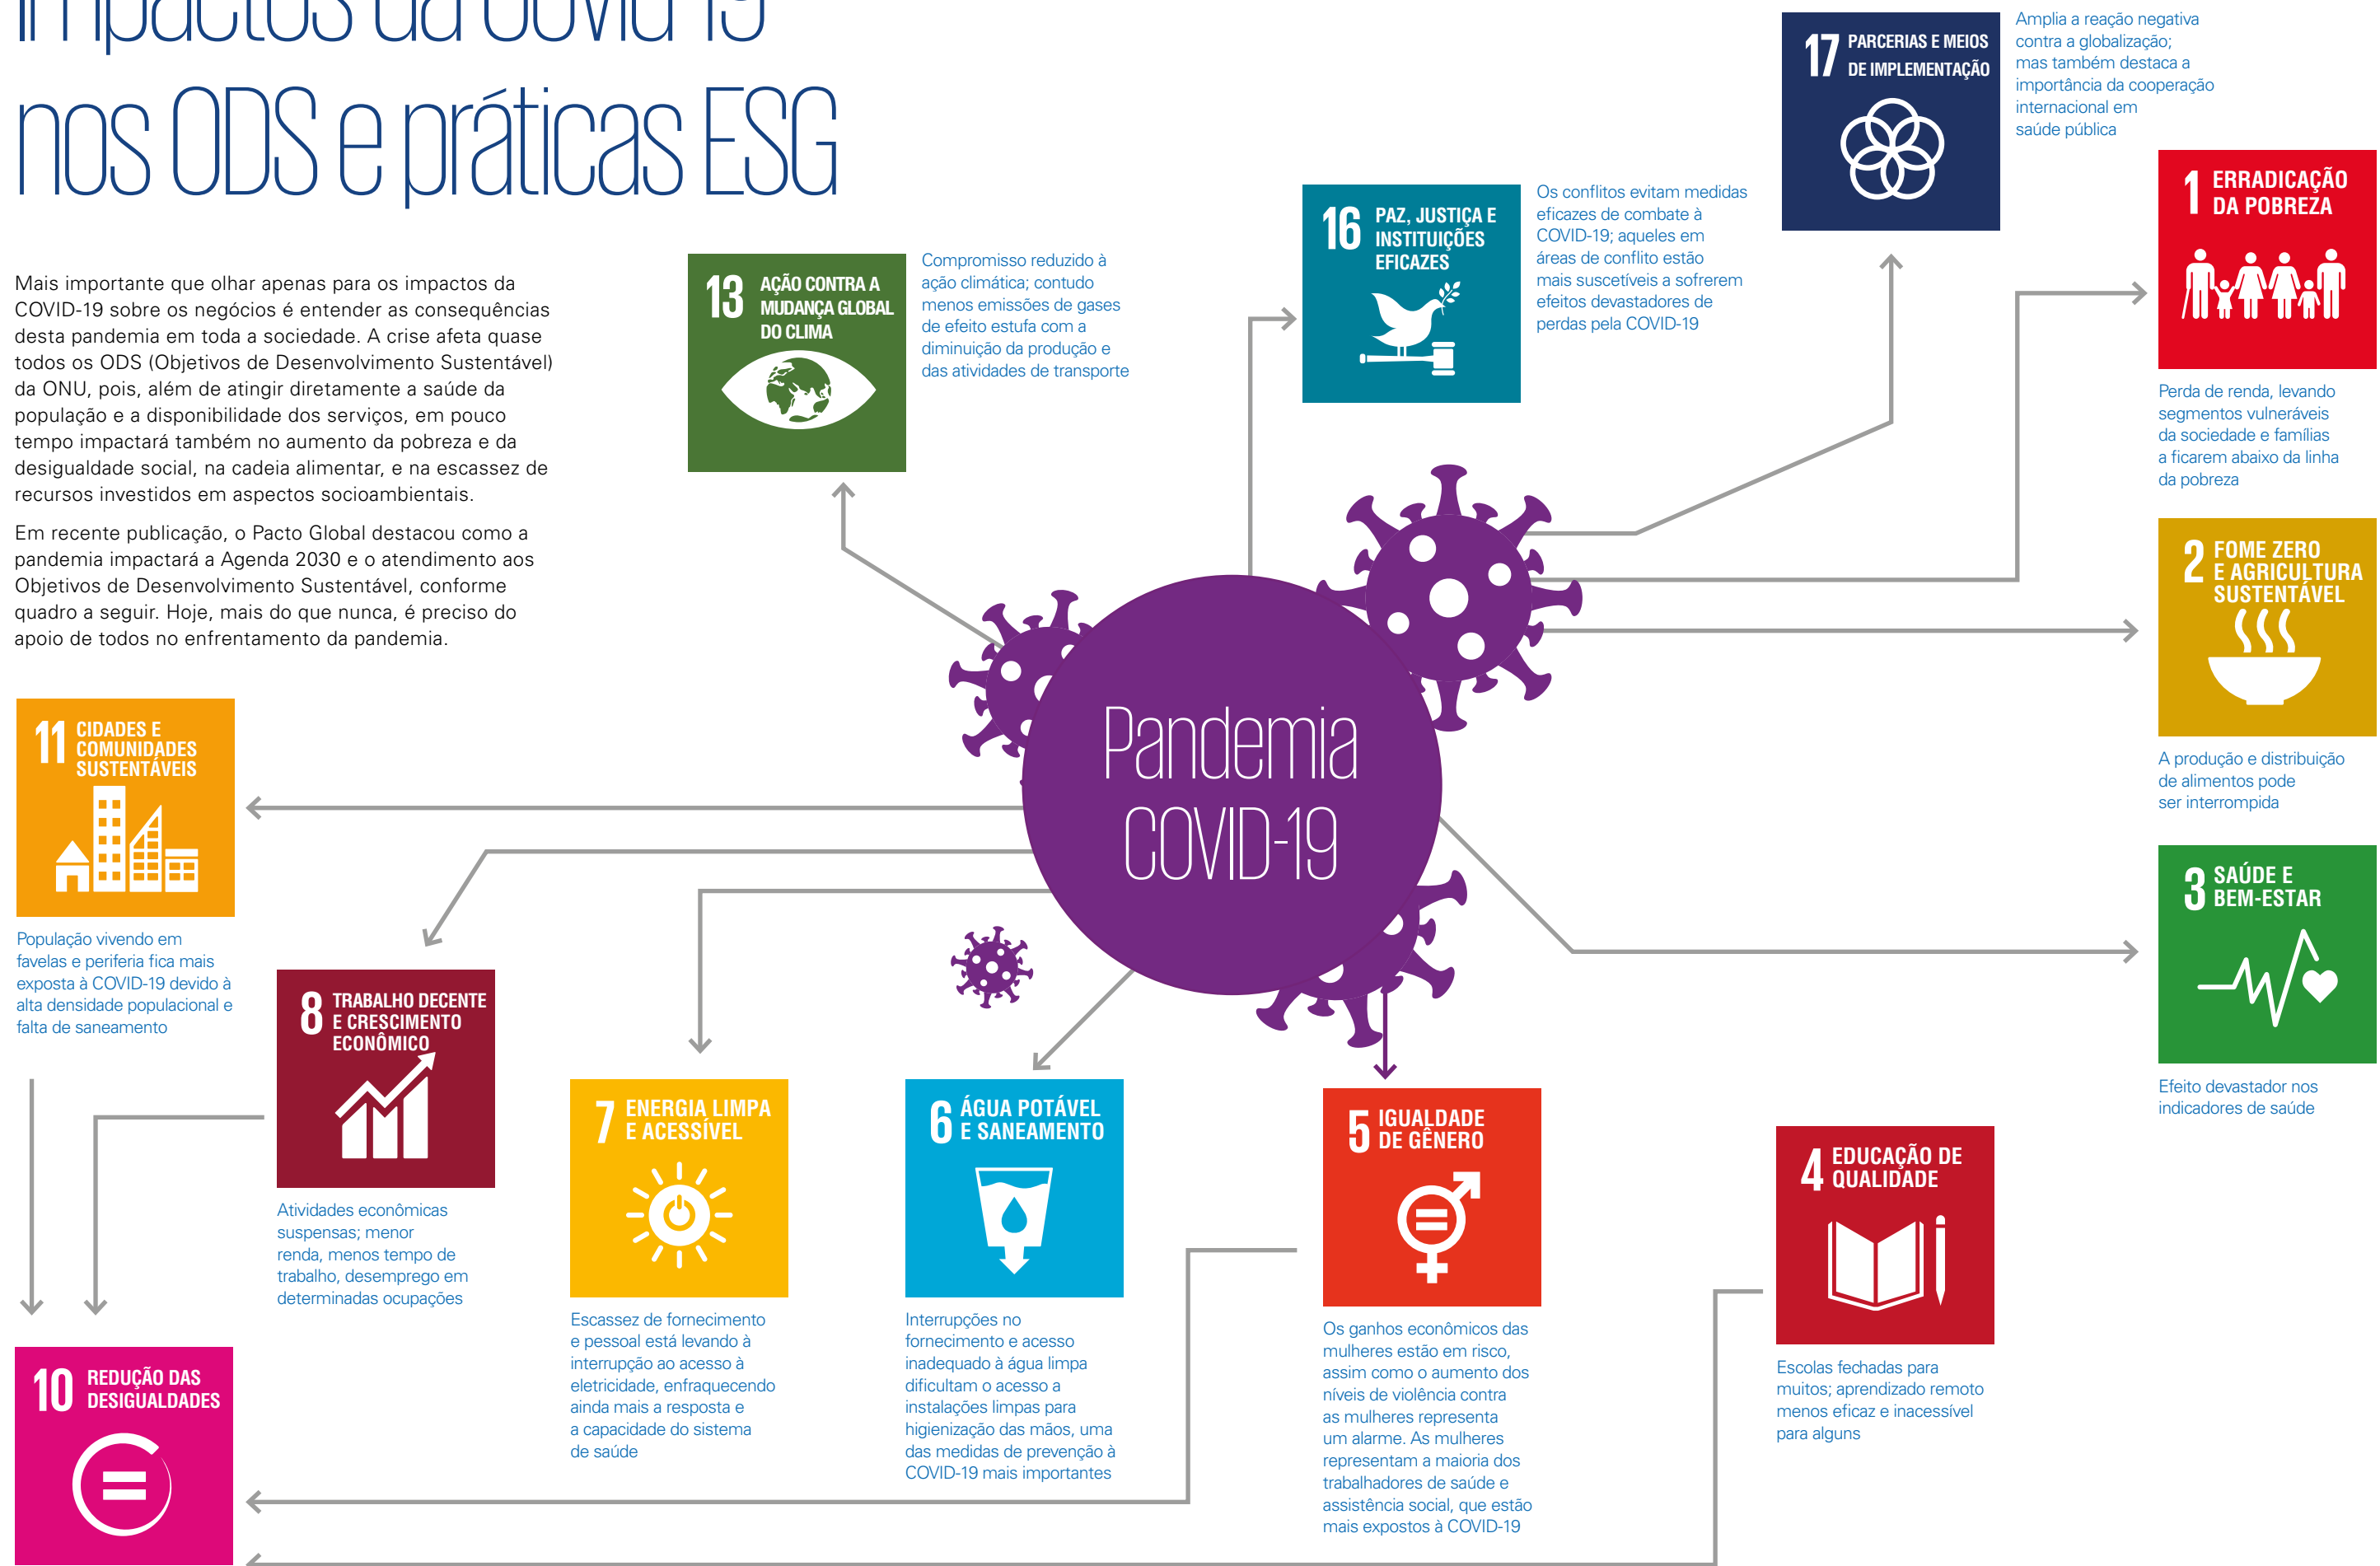 Impactos da Covid-19
nos ODS e práticas ESG
Mais importante que olhar apenas para os impactos da
COVID-19 sobre os negócios é entender as consequências
desta pandemia em toda a sociedade. A crise afeta quase
todos os ODS (Objetivos de Desenvolvimento Sustentável)
da ONU, pois, além de atingir diretamente a saúde da
população e a disponibilidade dos serviços, em pouco
tempo impactará também no aumento da pobreza e da
desigualdade social, na cadeia alimentar, e na escassez de
recursos investidos em aspectos socioambientais.
Em recente publicação, o Pacto Global destacou como a
pandemia impactará a Agenda 2030 e o atendimento aos
Objetivos de Desenvolvimento Sustentável, conforme
quadro a seguir. Hoje, mais do que nunca, é preciso do
apoio de todos no enfrentamento da pandemia.
Pandemia
COVID-19
17 PARCERIAS E MEIOS
DE IMPLEMENTAÇÃO
Amplia a reação negativa
contra a globalização;
mas também destaca a
importância da cooperação
internacional em
saúde pública
16 PAZ, JUSTIÇA E
INSTITUIÇÕES
EFICAZES
Os conflitos evitam medidas
eficazes de combate à
COVID-19; aqueles em
áreas de conflito estão
mais suscetíveis a sofrerem
efeitos devastadores de
perdas pela COVID-19
13 AÇÃO CONTRA A
MUDANÇA GLOBAL
DO CLIMA
Compromisso reduzido à
ação climática; contudo
menos emissões de gases
de efeito estufa com a
diminuição da produção e
das atividades de transporte
1 ERRADICAÇÃO
DA POBREZA
Perda de renda, levando
segmentos vulneráveis
da sociedade e famílias
a ficarem abaixo da linha
da pobreza
2 FOME ZERO
E AGRICULTURA
SUSTENTÁVEL
A produção e distribuição
de alimentos pode
ser interrompida
3 SAÚDE E
BEM-ESTAR
Efeito devastador nos
indicadores de saúde
4 EDUCAÇÃO DE
QUALIDADE
Escolas fechadas para
muitos; aprendizado remoto
menos eficaz e inacessível
para alguns
5 IGUALDADE
DE GÊNERO
Os ganhos econômicos das
mulheres estão em risco,
assim como o aumento dos
níveis de violência contra
as mulheres representa
um alarme. As mulheres
representam a maioria dos
trabalhadores de saúde e
assistência social, que estão
mais expostos à COVID-19
6 ÁGUA POTÁVEL
E SANEAMENTO
Interrupções no
fornecimento e acesso
inadequado à água limpa
dificultam o acesso a
instalações limpas para
higienização das mãos, uma
das medidas de prevenção à
COVID-19 mais importantes
7 ENERGIA LIMPA
E ACESSÍVEL
Escassez de fornecimento
e pessoal está levando à
interrupção ao acesso à
eletricidade, enfraquecendo
ainda mais a resposta e
a capacidade do sistema
de saúde
8 TRABALHO DECENTE
E CRESCIMENTO
ECONÔMICO
Atividades econômicas
suspensas; menor
renda, menos tempo de
trabalho, desemprego em
determinadas ocupações
11 CIDADES E
COMUNIDADES
SUSTENTÁVEIS
População vivendo em
favelas e periferia fica mais
exposta à COVID-19 devido à
alta densidade populacional e
falta de saneamento
10 REDUÇÃO DAS
DESIGUALDADES